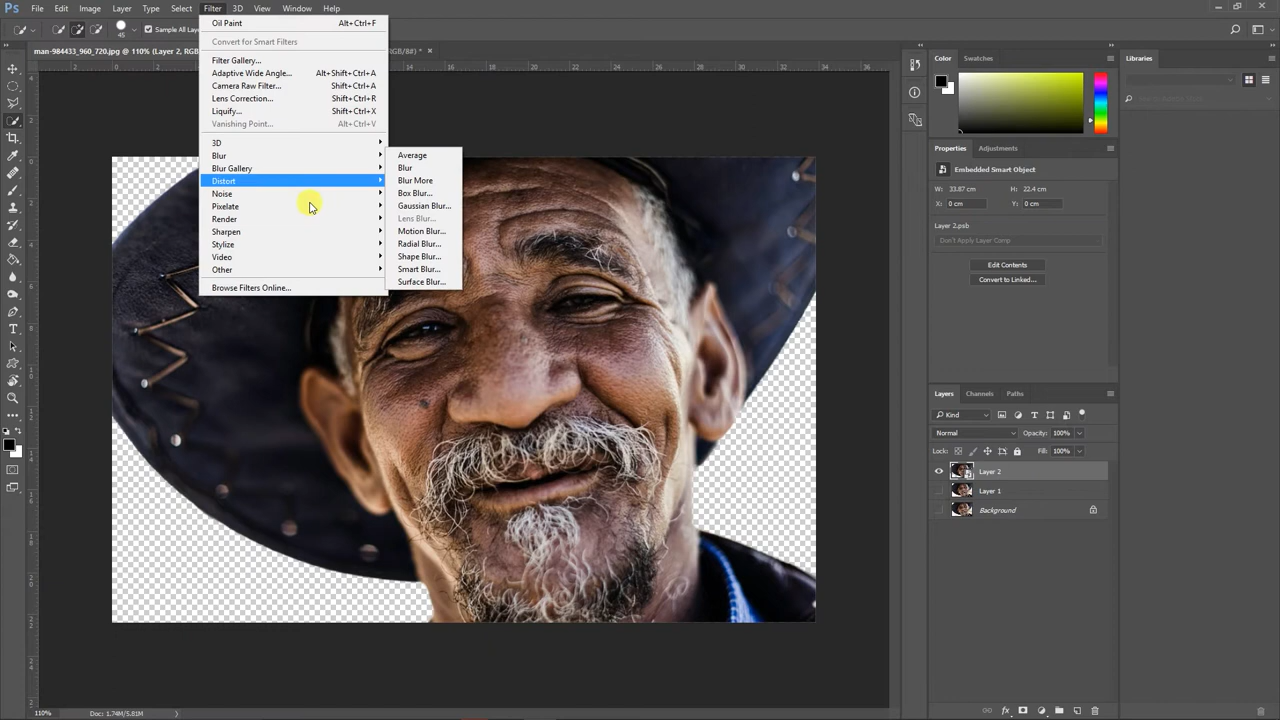 Ps File Edit Image Layer Type Select Filter 3D View Window Help
45 Sample All Lay
man-984433_960_720.jpg @ 110% (Layer 2, RGB
RGB/8#) * ×
Oil Paint Alt+Ctrl+F
Convert for Smart Filters
Filter Gallery...
Adaptive Wide Angle... Alt+Shift+Ctrl+A
Camera Raw Filter... Shift+Ctrl+A
Lens Correction... Shift+Ctrl+R
Liquify... Shift+Ctrl+X
Vanishing Point... Alt+Ctrl+V
3D
Blur
Blur Gallery
Distort
Noise
Pixelate
Render
Sharpen
Stylize
Video
Other
Browse Filters Online...
Average
Blur
Blur More
Box Blur...
Gaussian Blur...
Lens Blur...
Motion Blur...
Radial Blur...
Shape Blur...
Smart Blur...
Surface Blur...
Color Swatches
Libraries
Properties Adjustments
Embedded Smart Object
W: 33.87 cm H: 22.4 cm
X: 0 cm Y: 0 cm
Layer 2.psb
Don't Apply Layer Comp
Edit Contents
Convert to Linked...
Layers Channels Paths
Kind
Normal Opacity: 100%
Lock: Fill: 100%
Layer 2
Layer 1
Background
110% Doc: 1.74M/5.81M